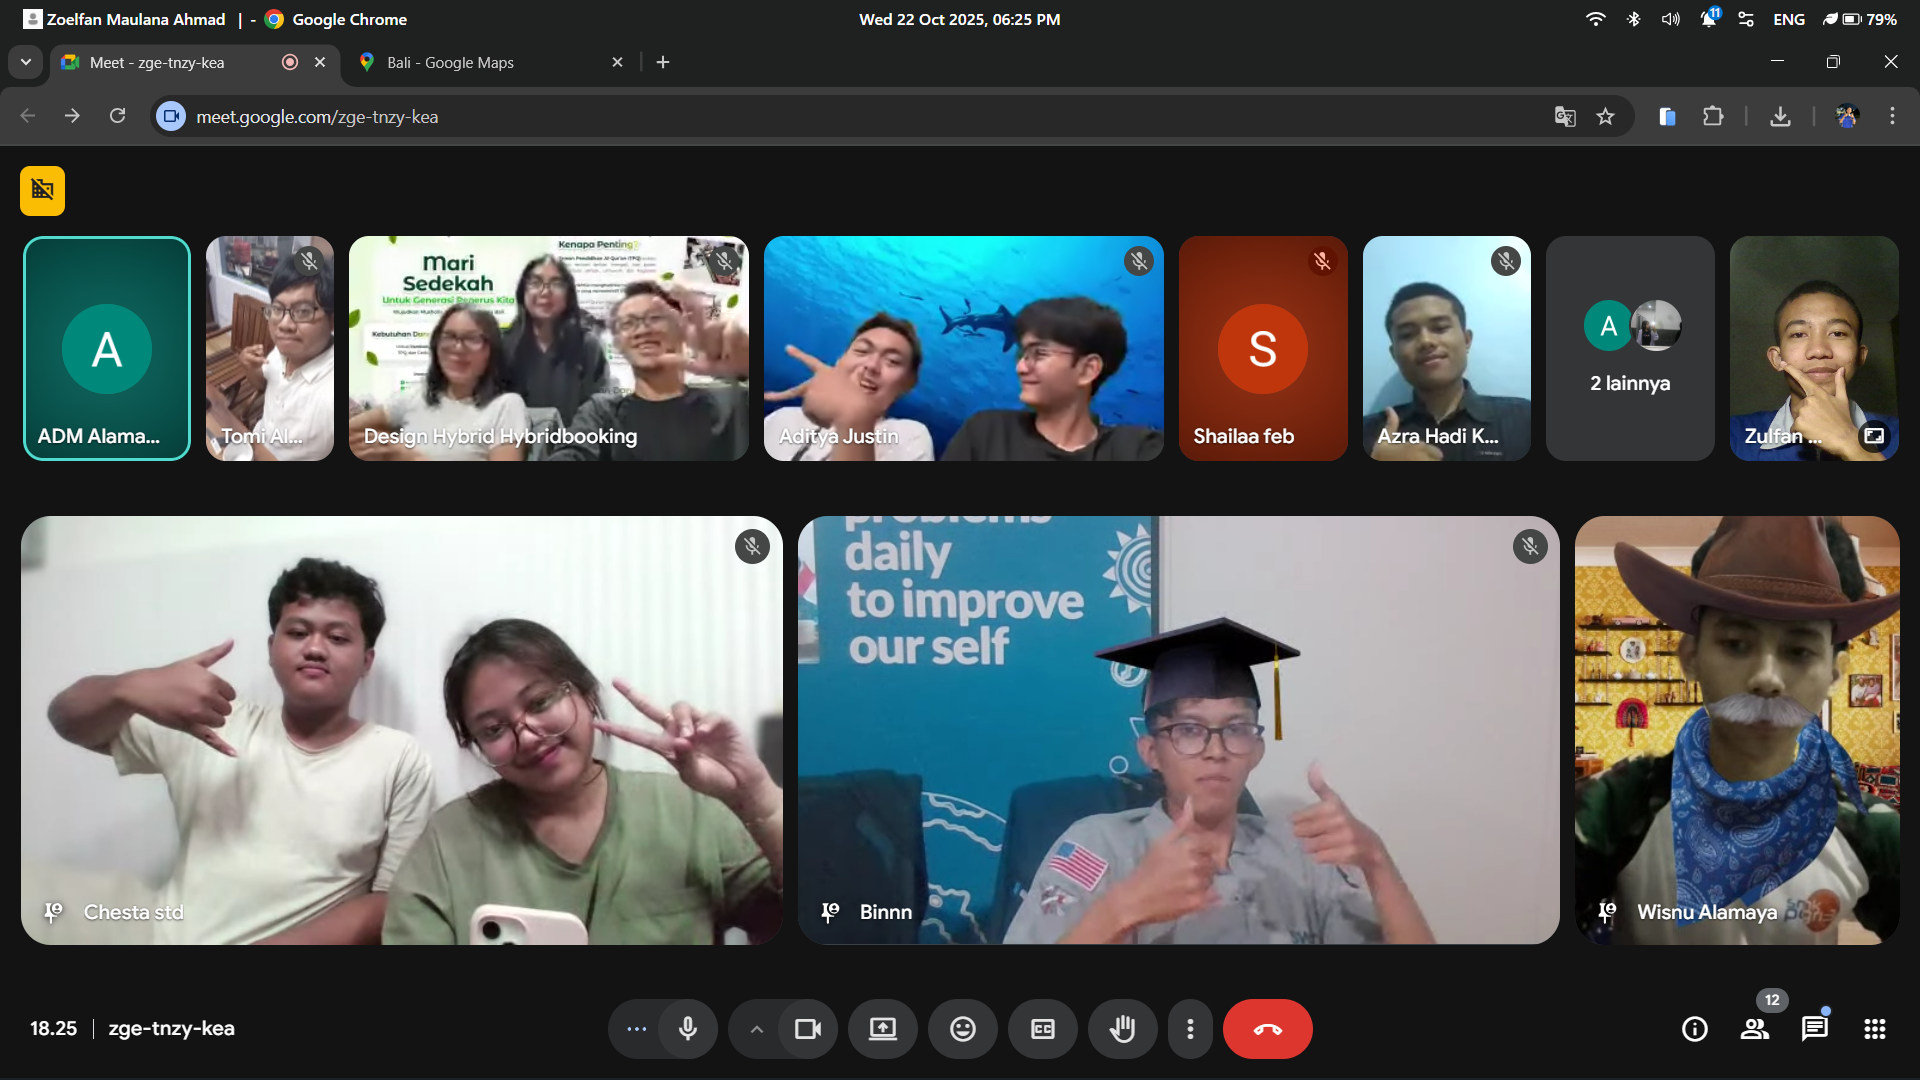 Zoelfan Maulana Ahmad | - Google Chrome
Wed 22 Oct 2025, 06:25 PM
11
ENG
79%
Meet - zge-tnzy-kea
Bali - Google Maps
meet.google.com/zge-tnzy-kea
A
ADM Alama...
Tomi Al...
Mari
Sedekah
Untuk Generasi Penerus Kita
Kenapa Penting?
Design Hybrid Hybridbooking
Aditya Justin
S
Shailaa feb
Azra Hadi K...
A
2 lainnya
Zulfan ...
Chesta std
problems
daily
to improve
our self
Binnn
Wisnu Alamaya
18.25
zge-tnzy-kea
12